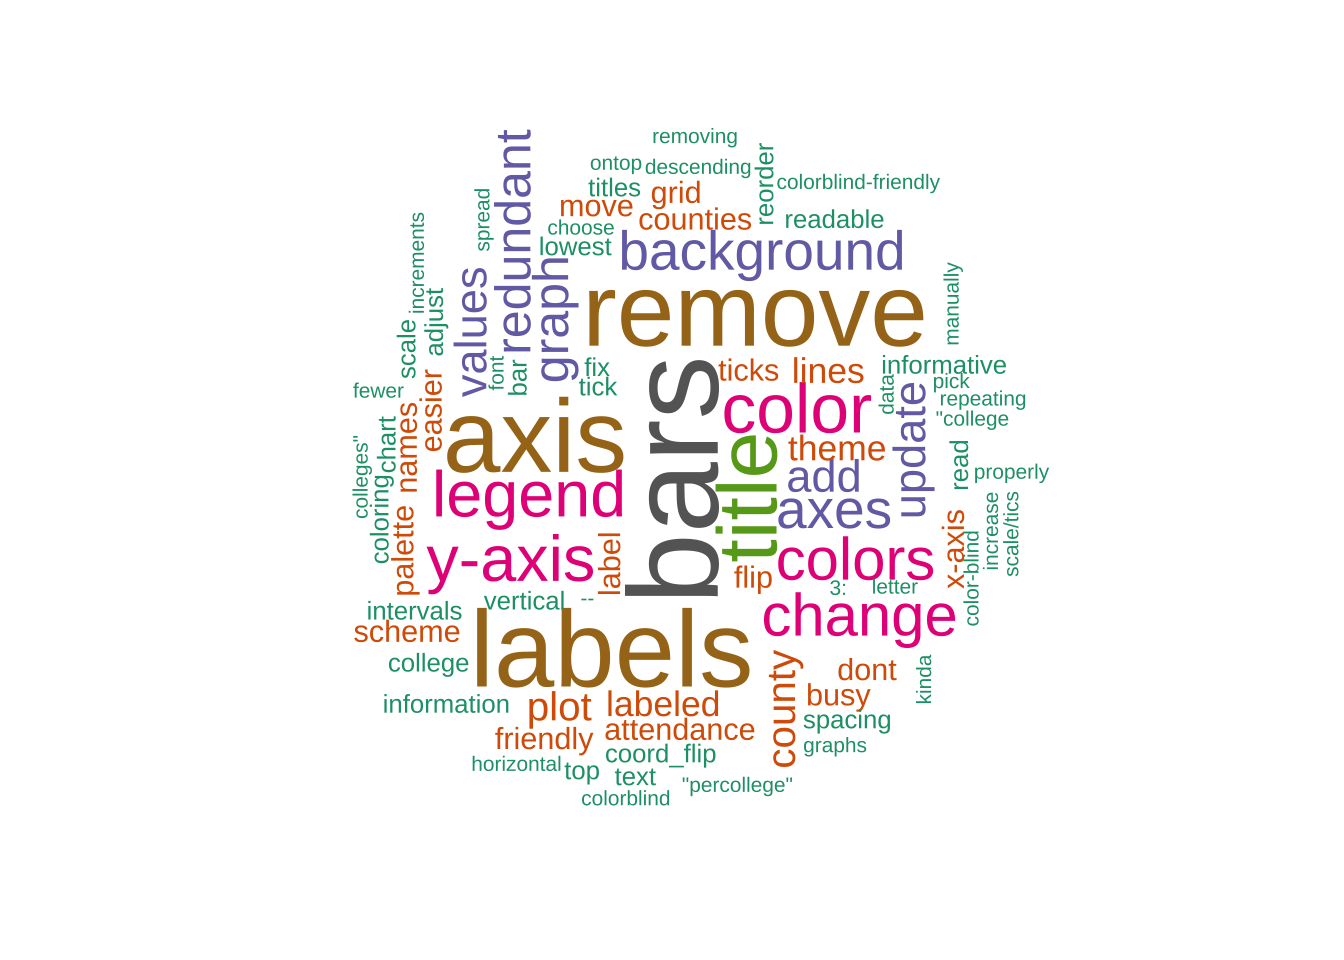 removing
ontop
descending
reorder
colorblind-friendly
titles
grid
move
counties
readable
choose
lowest
background
spread
redundant
increments
values
graph
adjust
scale
remove
manually
font
bar
fix
tick
ticks
lines
informative
pick
data
repeating
"college
fewer
easier
names
chart
axis
bars
color
title
theme
update
add
axes
read
properly
colleges"
coloring
palette
legend
y-axis
label
flip
colors
x-axis
increase
scale/tics
color-blind
3:
letter
change
intervals
vertical
--
scheme
labels
college
county
dont
kinda
busy
information
plot
labeled
spacing
friendly
attendance
graphs
coord_flip
horizontal
top
text
"percollege"
colorblind